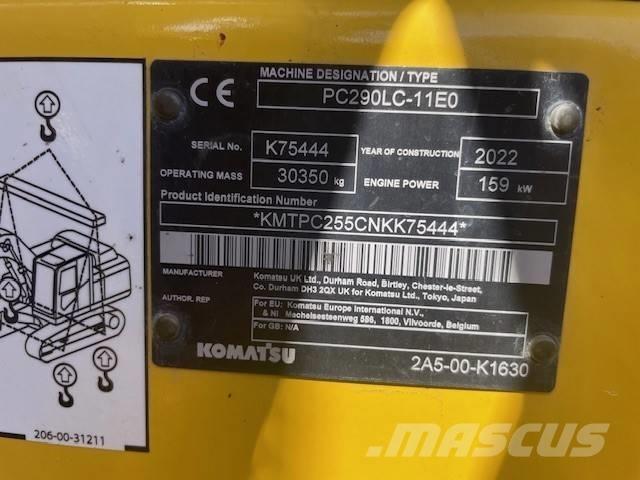 MACHINE DESIGNATION / TYPE
CE PC290LC-11E0
SERIAL No. K75444 YEAR OF CONSTRUCTION 2022
OPERATING MASS 30350 kg ENGINE POWER 159 kW
Product Identification Number
*KMTPC255CNKK75444*
MANUFACTURER Komatsu UK Ltd., Durham Road, Birtley, Chester-le-Street,
Co. Durham DH3 2QX UK for Komatsu Ltd., Tokyo, Japan
AUTHOR. REP For EU: Komatsu Europe International N.V.,
& NI Mechelsesteenweg 586, 1800, Vilvoorde, Belgium
For GB: N/A
KOMATSU 2A5-00-K1630
206-00-31211
MASCUS